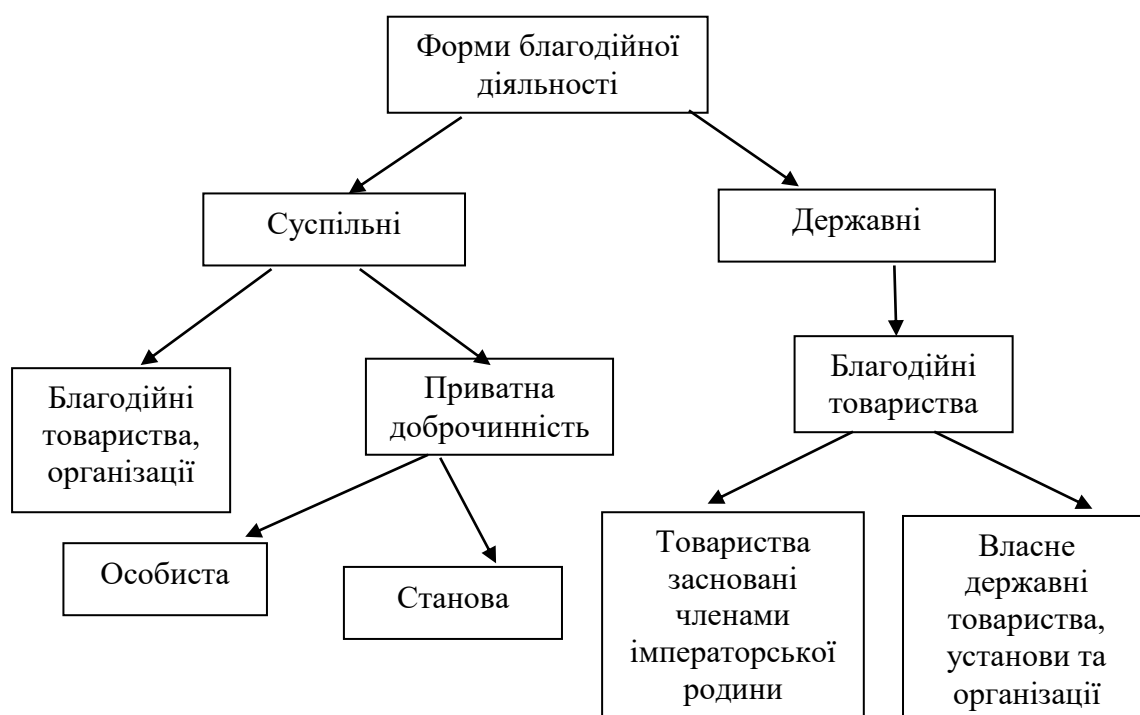 Форми благодійної
діяльності
Суспільні
Державні
Благодійні
товариства,
організації
Приватна
доброчинність
Благодійні
товариства
Особиста
Станова
Товариства
засновані
членами
імператорської
родини
Власне
державні
товариства,
установи та
організації